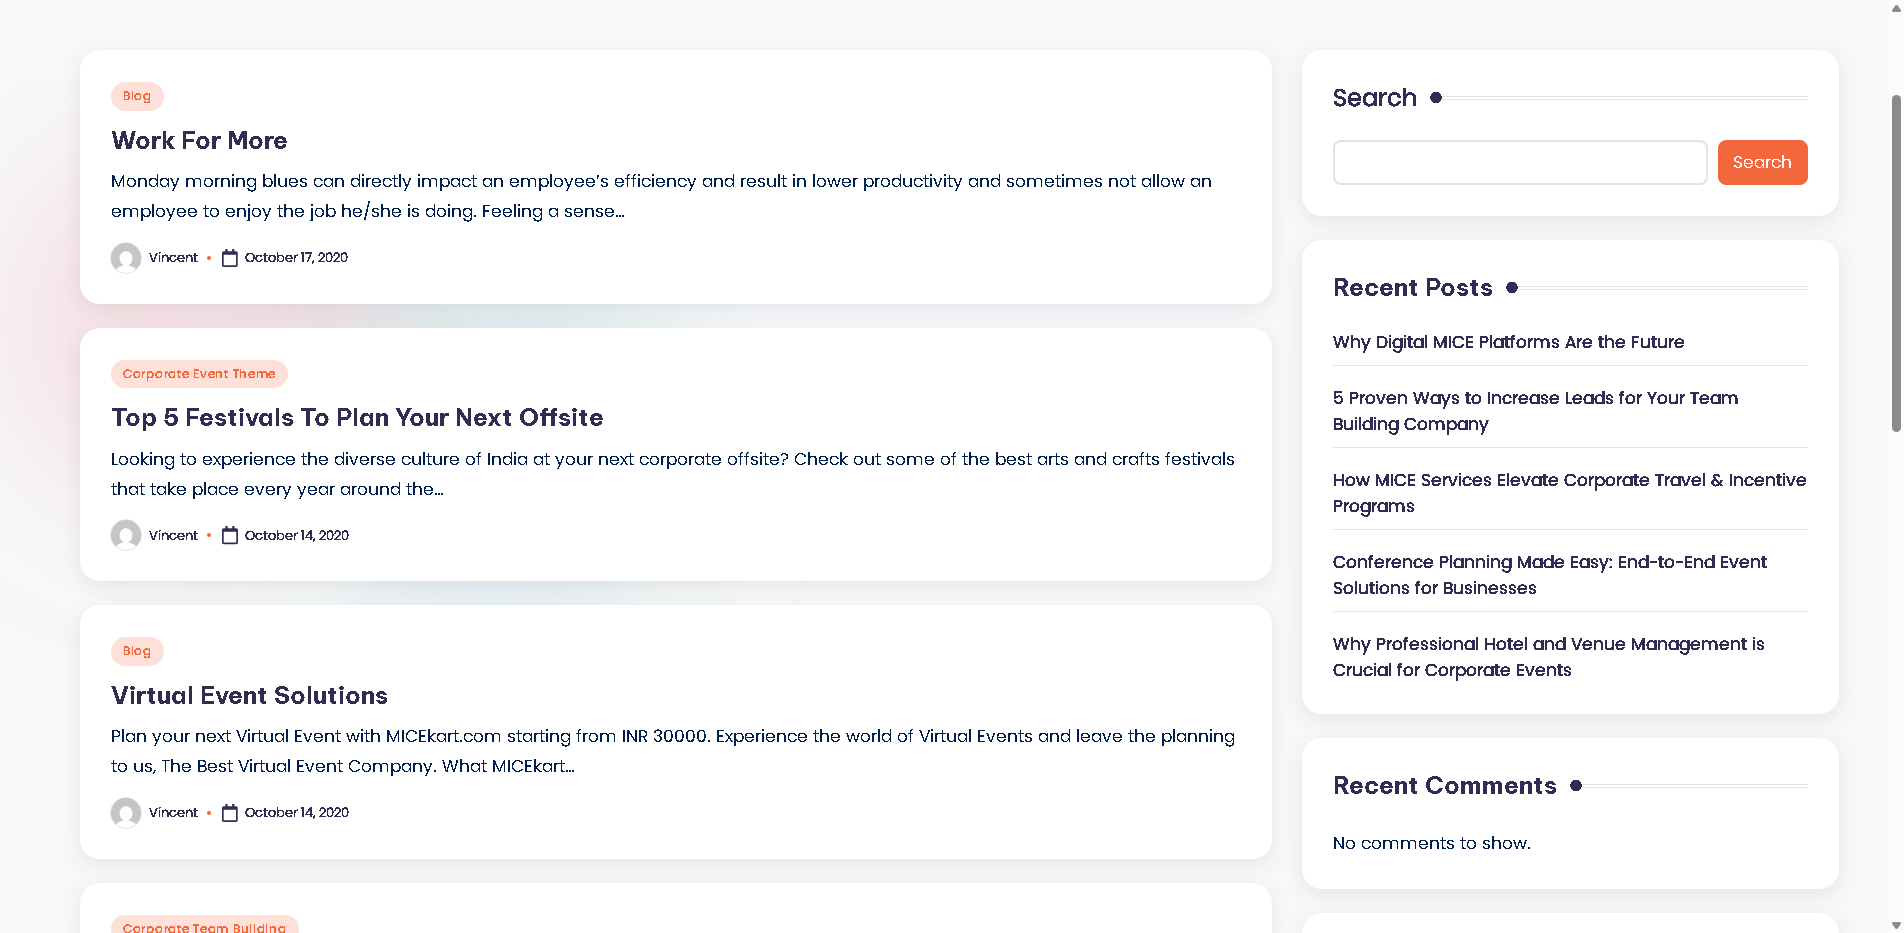 Blog
Work For More
Monday morning blues can directly impact an employee's efficiency and result in lower productivity and sometimes not allow an
employee to enjoy the job he/she is doing. Feeling a sense...
Vincent • October 17, 2020
Corporate Event Theme
Top 5 Festivals To Plan Your Next Offsite
Looking to experience the diverse culture of India at your next corporate offsite? Check out some of the best arts and crafts festivals
that take place every year around the...
Vincent • October 14, 2020
Blog
Virtual Event Solutions
Plan your next Virtual Event with MICEkart.com starting from INR 30000. Experience the world of Virtual Events and leave the planning
to us, The Best Virtual Event Company. What MICEkart...
Vincent • October 14, 2020
Corporate Team Building
Search
Search
Recent Posts
Why Digital MICE Platforms Are the Future
5 Proven Ways to Increase Leads for Your Team
Building Company
How MICE Services Elevate Corporate Travel & Incentive
Programs
Conference Planning Made Easy: End-to-End Event
Solutions for Businesses
Why Professional Hotel and Venue Management is
Crucial for Corporate Events
Recent Comments
No comments to show.